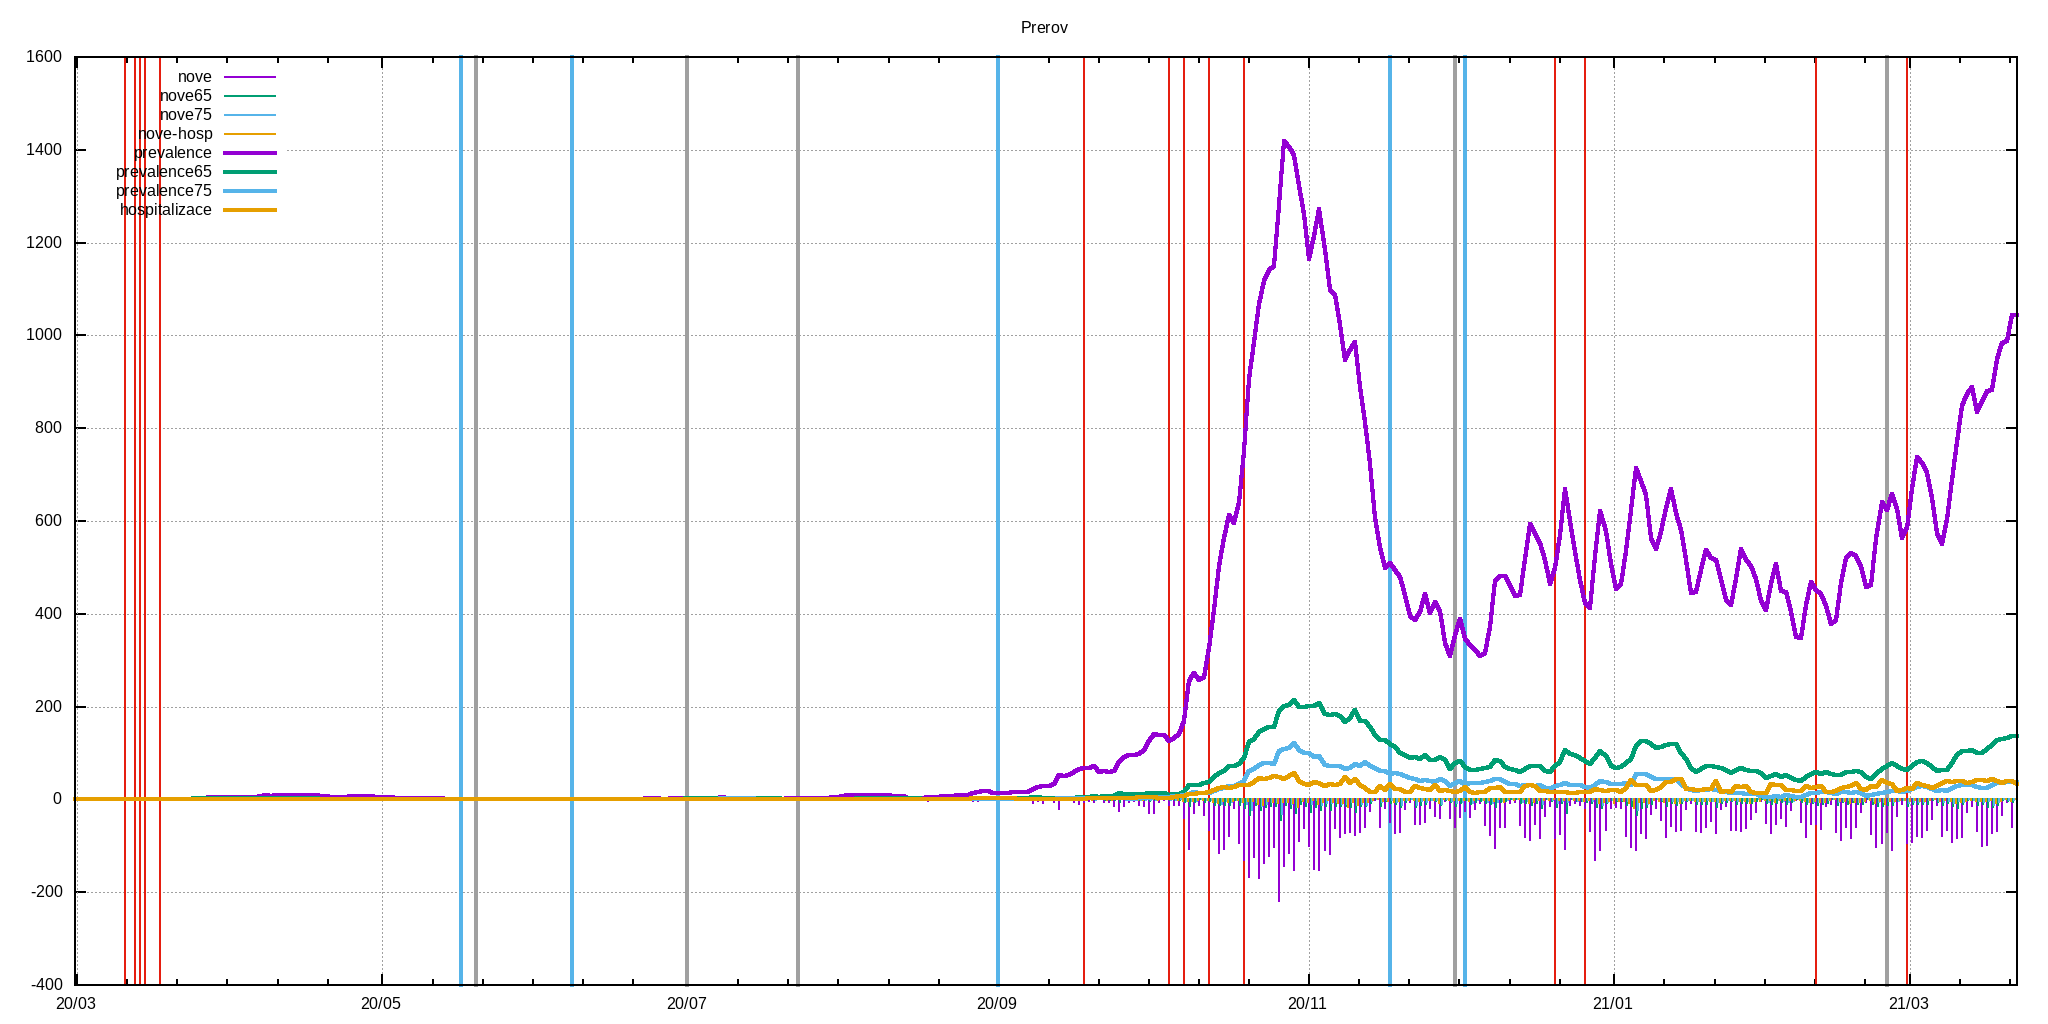 Prerov
1600
1400
1200
1000
800
600
400
200
0
-200
-400
nove
nove65
nove75
nove-hosp
prevalence
prevalence65
prevalence75
hospitalizace
20/03 20/05 20/07 20/09 20/11 21/01 21/03